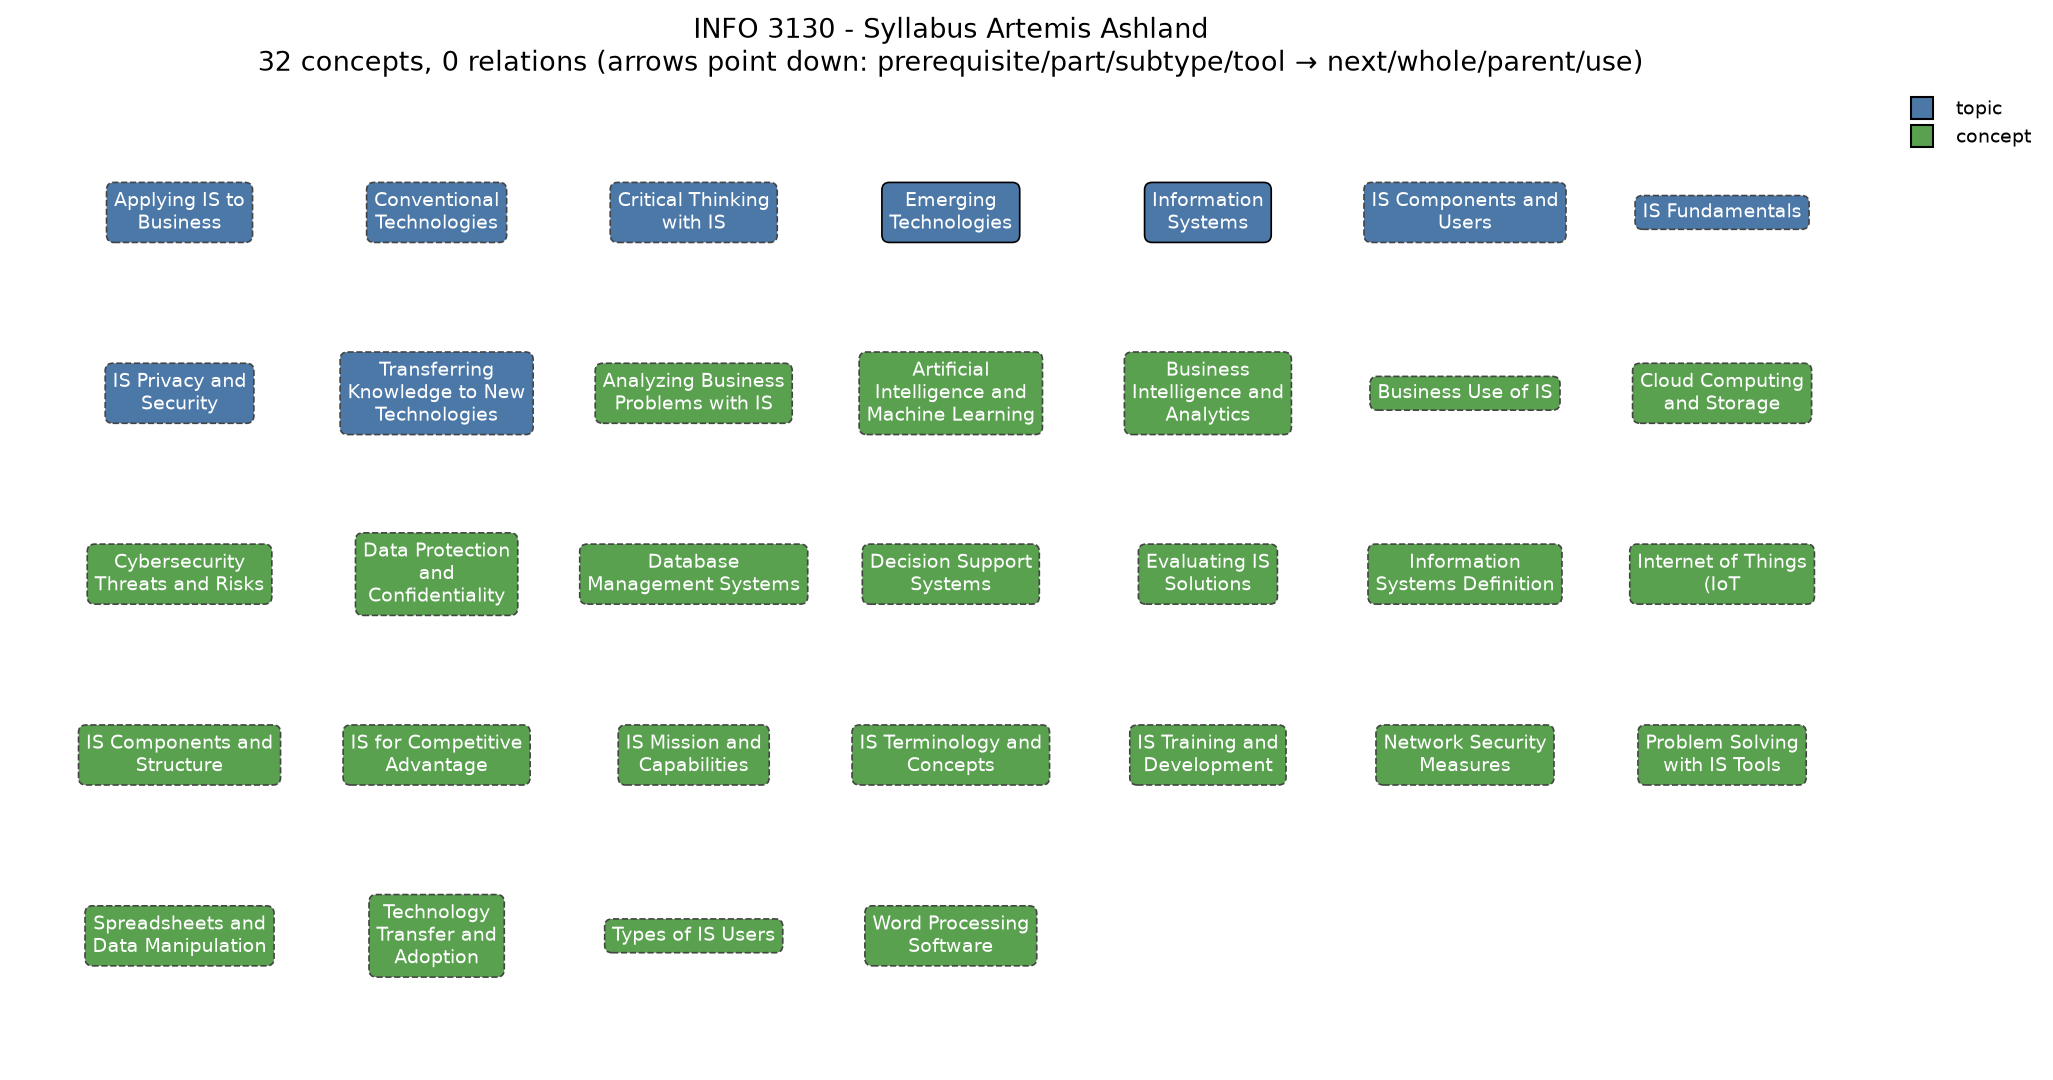 INFO 3130 - Syllabus Artemis Ashland
32 concepts, 0 relations (arrows point down: prerequisite/part/subtype/tool → next/whole/parent/use)
topic
concept
Applying IS to
Business
Conventional
Technologies
Critical Thinking
with IS
Emerging
Technologies
Information
Systems
IS Components and
Users
IS Fundamentals
IS Privacy and
Security
Transferring
Knowledge to New
Technologies
Analyzing Business
Problems with IS
Artificial
Intelligence and
Machine Learning
Business
Intelligence and
Analytics
Business Use of IS
Cloud Computing
and Storage
Cybersecurity
Threats and Risks
Data Protection
and
Confidentiality
Database
Management Systems
Decision Support
Systems
Evaluating IS
Solutions
Information
Systems Definition
Internet of Things
(IoT
IS Components and
Structure
IS for Competitive
Advantage
IS Mission and
Capabilities
IS Terminology and
Concepts
IS Training and
Development
Network Security
Measures
Problem Solving
with IS Tools
Spreadsheets and
Data Manipulation
Technology
Transfer and
Adoption
Types of IS Users
Word Processing
Software